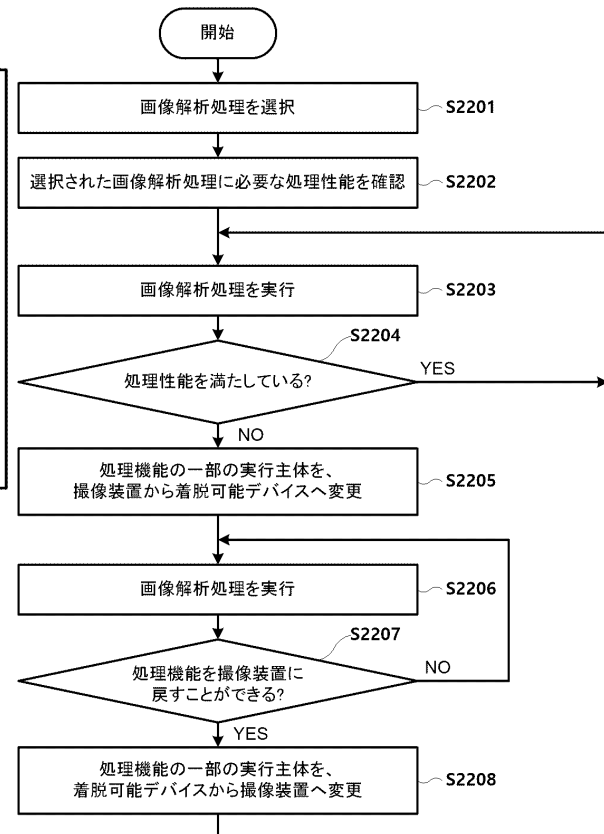 開始
画像解析処理を選択
S2201
選択された画像解析処理に必要な処理性能を確認
S2202
画像解析処理を実行
S2203
S2204
処理性能を満たしている?
YES
NO
処理機能の一部の実行主体を、
撮像装置から着脱可能デバイスへ変更
S2205
画像解析処理を実行
S2206
S2207
処理機能を撮像装置に
戻すことができる?
NO
YES
処理機能の一部の実行主体を、
着脱可能デバイスから撮像装置へ変更
S2208